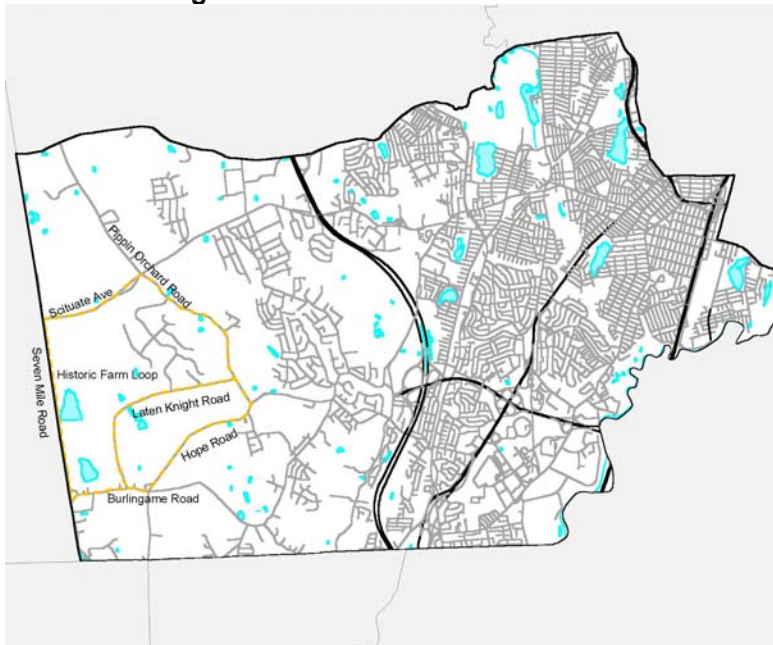 Pippin Orchard Road
Scituate Ave
Seven Mile Road
Historic Farm Loop
Laten Knight Road
Hope Road
Burlingame Road